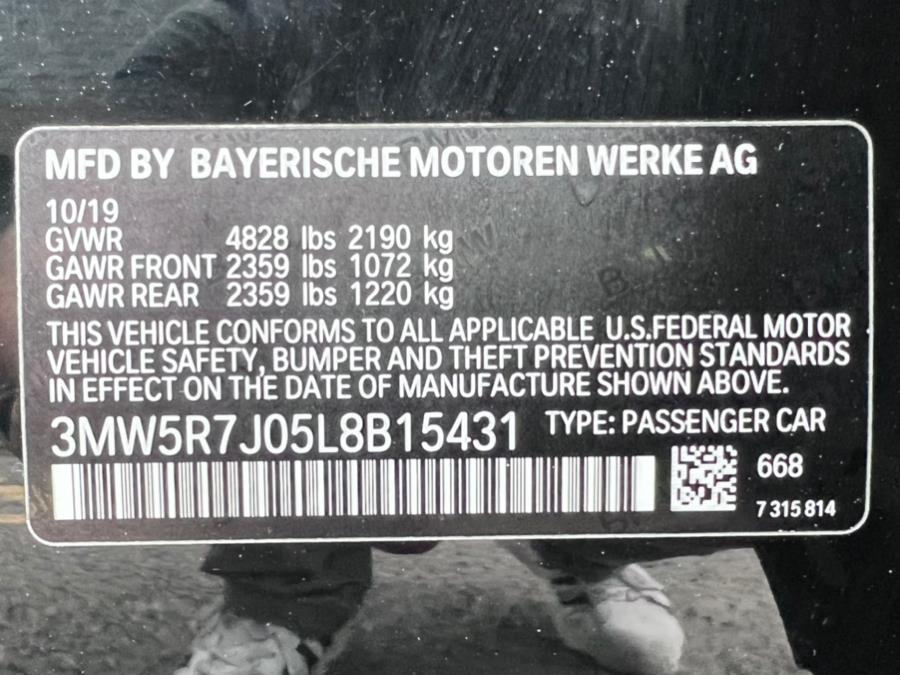 MFD BY BAYERISCHE MOTOREN WERKE AG
10/19
GVWR 4828 lbs 2190 kg
GAWR FRONT 2359 lbs 1072 kg
GAWR REAR 2359 lbs 1220 kg
THIS VEHICLE CONFORMS TO ALL APPLICABLE U.S.FEDERAL MOTOR
VEHICLE SAFETY, BUMPER AND THEFT PREVENTION STANDARDS
IN EFFECT ON THE DATE OF MANUFACTURE SHOWN ABOVE.
3MW5R7J05L8B15431 TYPE: PASSENGER CAR
668
7 315 814